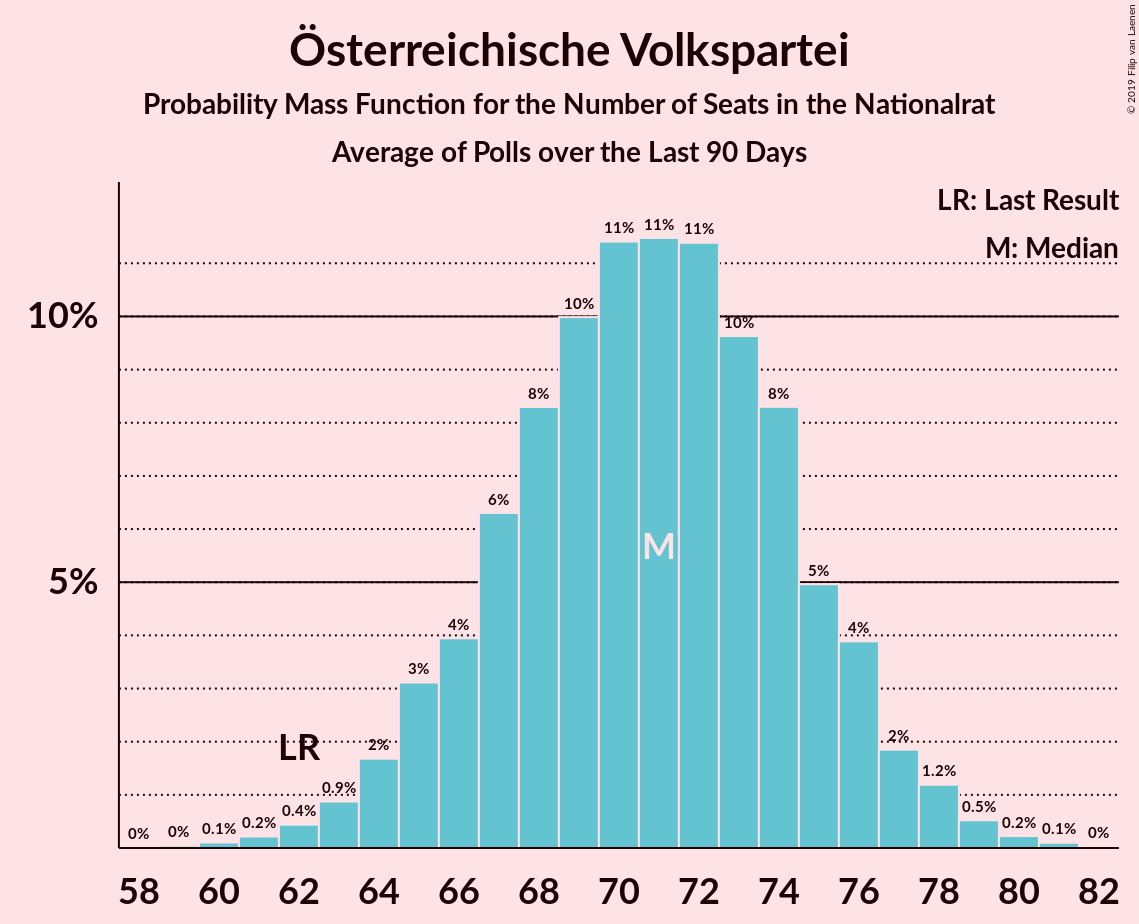 Österreichische Volkspartei
Probability Mass Function for the Number of Seats in the Nationalrat
Average of Polls over the Last 90 Days
© 2019 Filip van Laenen
LR: Last Result
M: Median
10%
5%
0% 0% 0.1% 0.2% 0.4% 0.9% 2% 3% 4% 6% 8% 10% 11% 11% 11% 10% 8% 5% 4% 2% 1.2% 0.5% 0.2% 0.1% 0%
LR
M
58 60 62 64 66 68 70 72 74 76 78 80 82